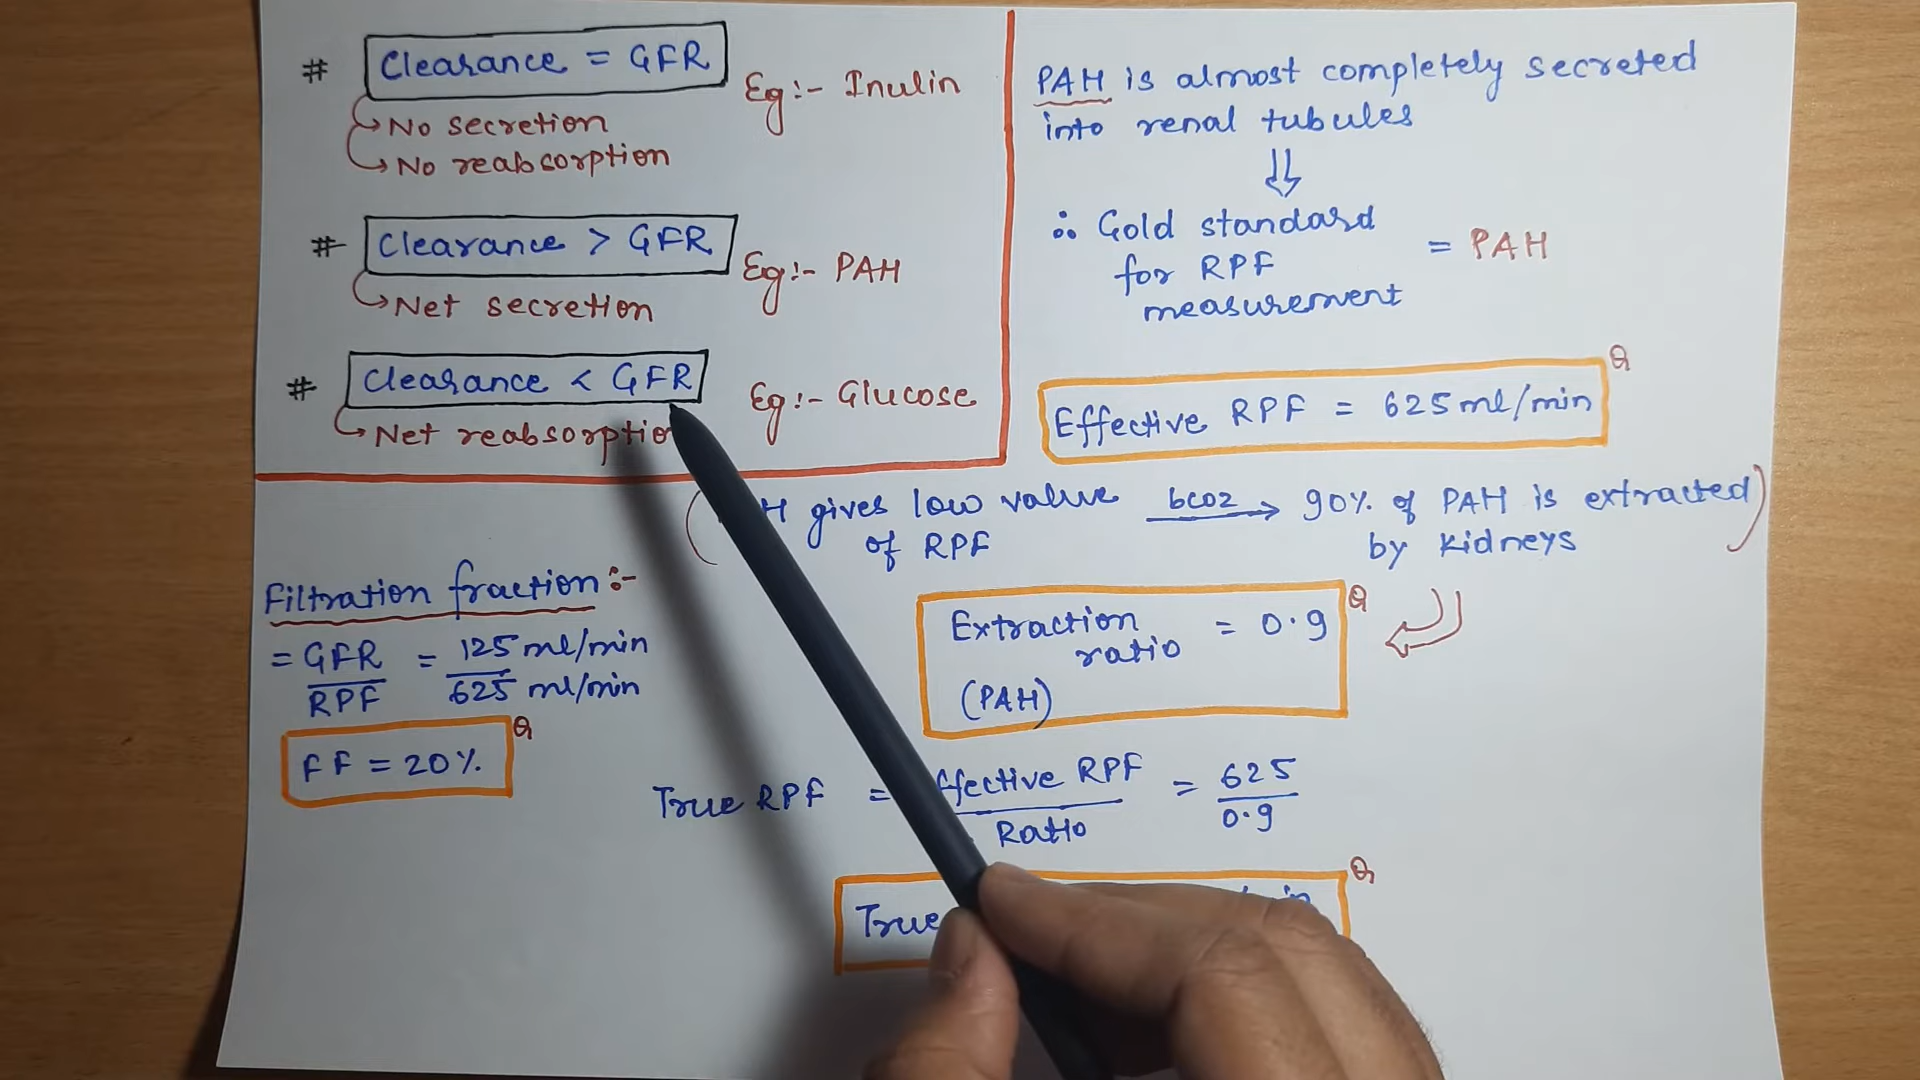 # Clearance = GFR
Eg:- Inulin
↳ No secretion
↳ No reabsorption
# Clearance > GFR
Eg:- PAH
↳ Net secretion
# Clearance < GFR
Eg:- Glucose
↳ Net reabsorptio
PAH is almost completely secreted
into renal tubules
⇓
∴ Gold standard
for RPF
measurement
= PAH
Effective RPF = 625 ml/min
Q
(H gives low value
of RPF
bcoz →
90% of PAH is extracted)
by kidneys
Extraction
ratio
= 0.9
(PAH)
Q
Filtration fraction :-
= GFR / RPF = 125 ml/min / 625 ml/min
FF = 20%.
Q
True RPF = ffective RPF / Ratio = 625 / 0.9
True
Q